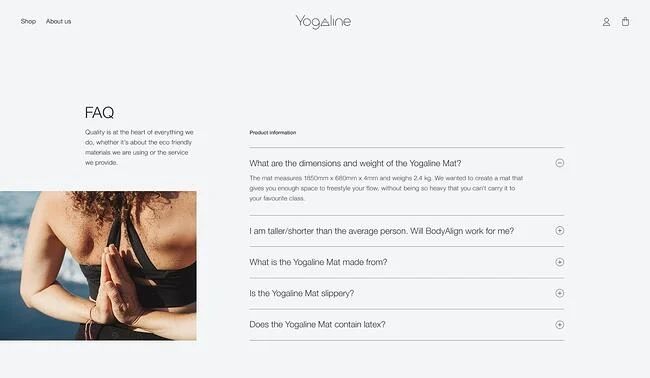 Shop
About us
Yogaline
FAQ
Quality is at the heart of everything we
do, whether it's about the eco friendly
materials we are using or the service
we provide.
Product information
What are the dimensions and weight of the Yogaline Mat?
The mat measures 1850mm x 680mm x 4mm and weighs 2.4 kg. We wanted to create a mat that
gives you enough space to freestyle your flow, without being so heavy that you can't carry it to
your favourite class.
I am taller/shorter than the average person. Will BodyAlign work for me?
What is the Yogaline Mat made from?
Is the Yogaline Mat slippery?
Does the Yogaline Mat contain latex?